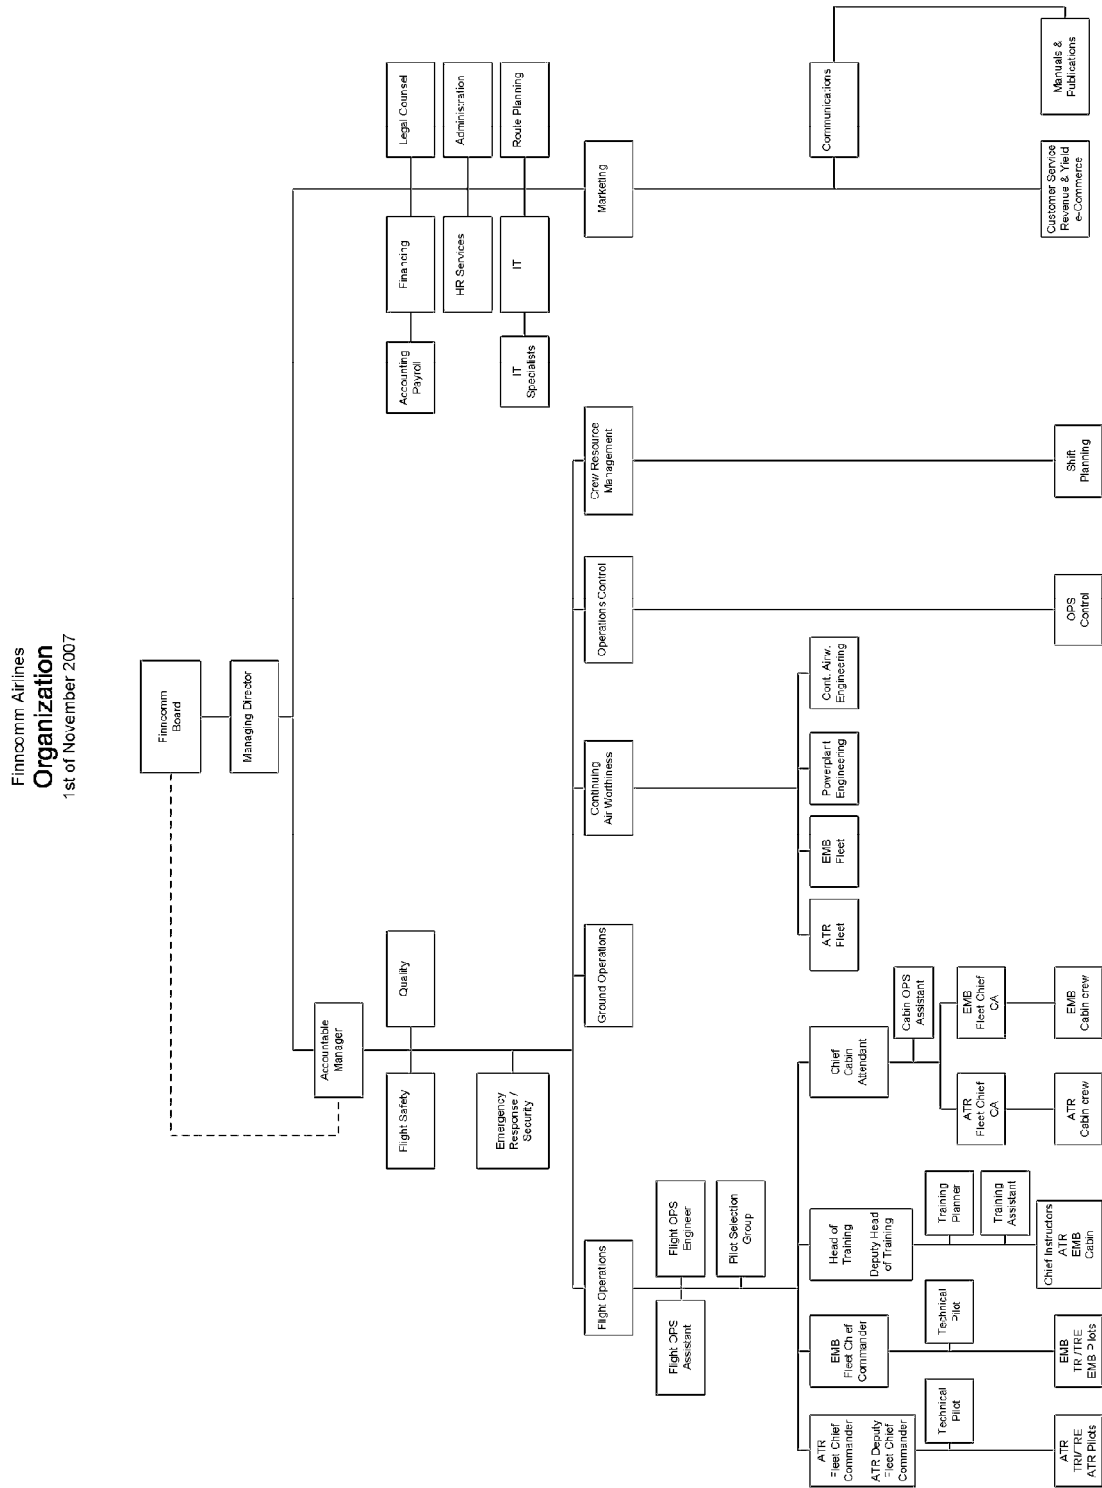 Finncomm Airlines
Organization
1st of November 2007
Finncomm
Board
Managing Director
Accountable
Manager
Flight Safety
Quality
Emergency
Response /
Security
Accounting
Payroll
Financing
Legal Counsel
HR Services
Administration
IT
Specialists
IT
Route Planning
Flight Operations
Ground Operations
Continuing
Air Worthiness
Operations Control
Crew Resource
Management
Marketing
Flight OPS
Assistant
Flight OPS
Engineer
Pilot Selection
Group
ATR
Fleet Chief
Commander
ATR Deputy
Fleet Chief
Commander
EMB
Fleet Chief
Commander
Head of
Training
Deputy Head
of Training
Chief
Cabin
Attendant
ATR
Fleet
EMB
Fleet
Powerplant
Engineering
Cont. Airw.
Engineering
Communications
Cabin OPS
Assistant
Technical
Pilot
Technical
Pilot
Training
Planner
Training
Assistant
ATR
Fleet Chief
CA
EMB
Fleet Chief
CA
ATR
TRI/TRE
ATR Pilots
EMB
TRI/TRE
EMB Pilots
Chief Instructors
ATR
EMB
Cabin
ATR
Cabin crew
EMB
Cabin crew
OPS
Control
Shift
Planning
Customer Service
Revenue & Yield
e-Commerce
Manuals &
Publications